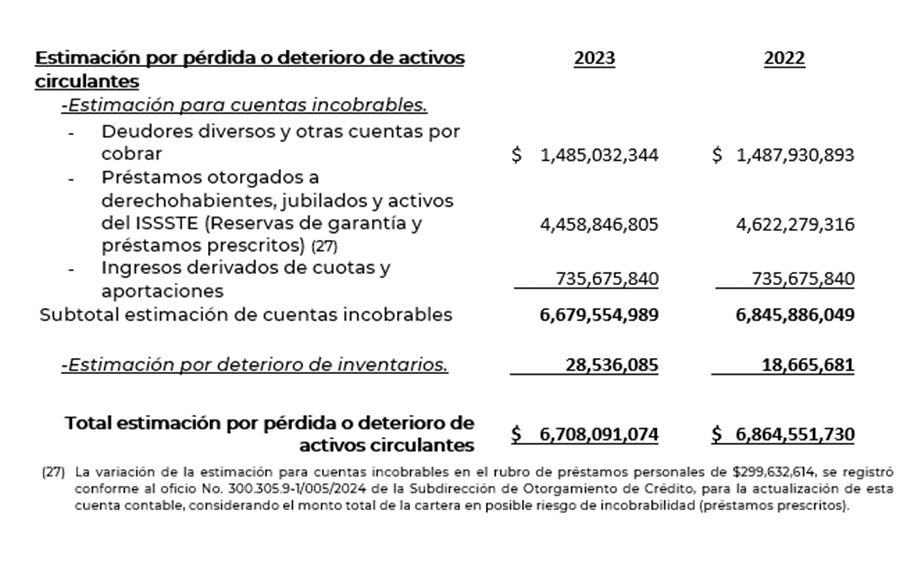 Estimación por pérdida o deterioro de activos 2023 2022
circulantes
-Estimación para cuentas incobrables.
- Deudores diversos y otras cuentas por
cobrar $ 1,485,032,344 $ 1,487,930,893
- Préstamos otorgados a
derechohabientes, jubilados y activos
del ISSSTE (Reservas de garantía y 4,458,846,805 4,622,279,316
préstamos prescritos) (27)
- Ingresos derivados de cuotas y 735,675,840 735,675,840
aportaciones
Subtotal estimación de cuentas incobrables 6,679,554,989 6,845,886,049
-Estimación por deterioro de inventarios. 28,536,085 18,665,681
Total estimación por pérdida o deterioro de
activos circulantes $ 6,708,091,074 $ 6,864,551,730
(27) La variación de la estimación para cuentas incobrables en el rubro de préstamos personales de $299,632,614, se registró
conforme al oficio No. 300.305.9-1/005/2024 de la Subdirección de Otorgamiento de Crédito, para la actualización de esta
cuenta contable, considerando el monto total de la cartera en posible riesgo de incobrabilidad (préstamos prescritos).